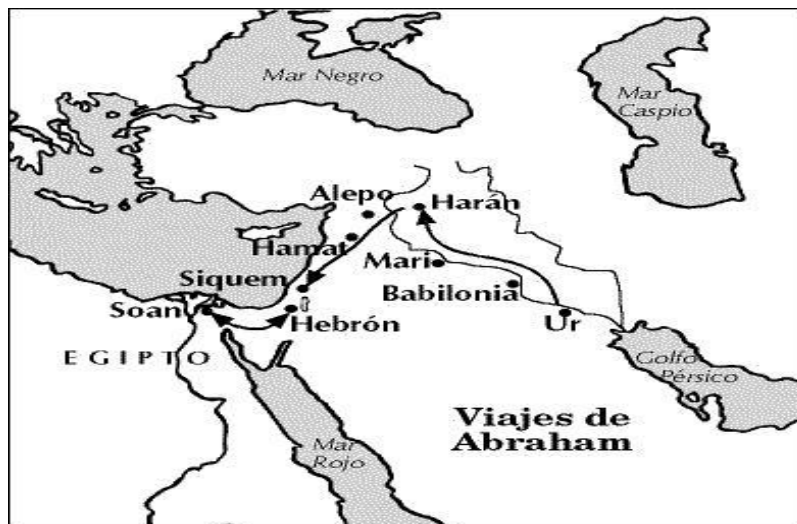 Mar Negro
Mar
Caspio
Alepo
Harán
Hamat
Mari
Siquem
Babilonia
Soan
Hebrón
Ur
EGIPTO
Golfo
Pérsico
Viajes de
Abraham
Mar
Rojo